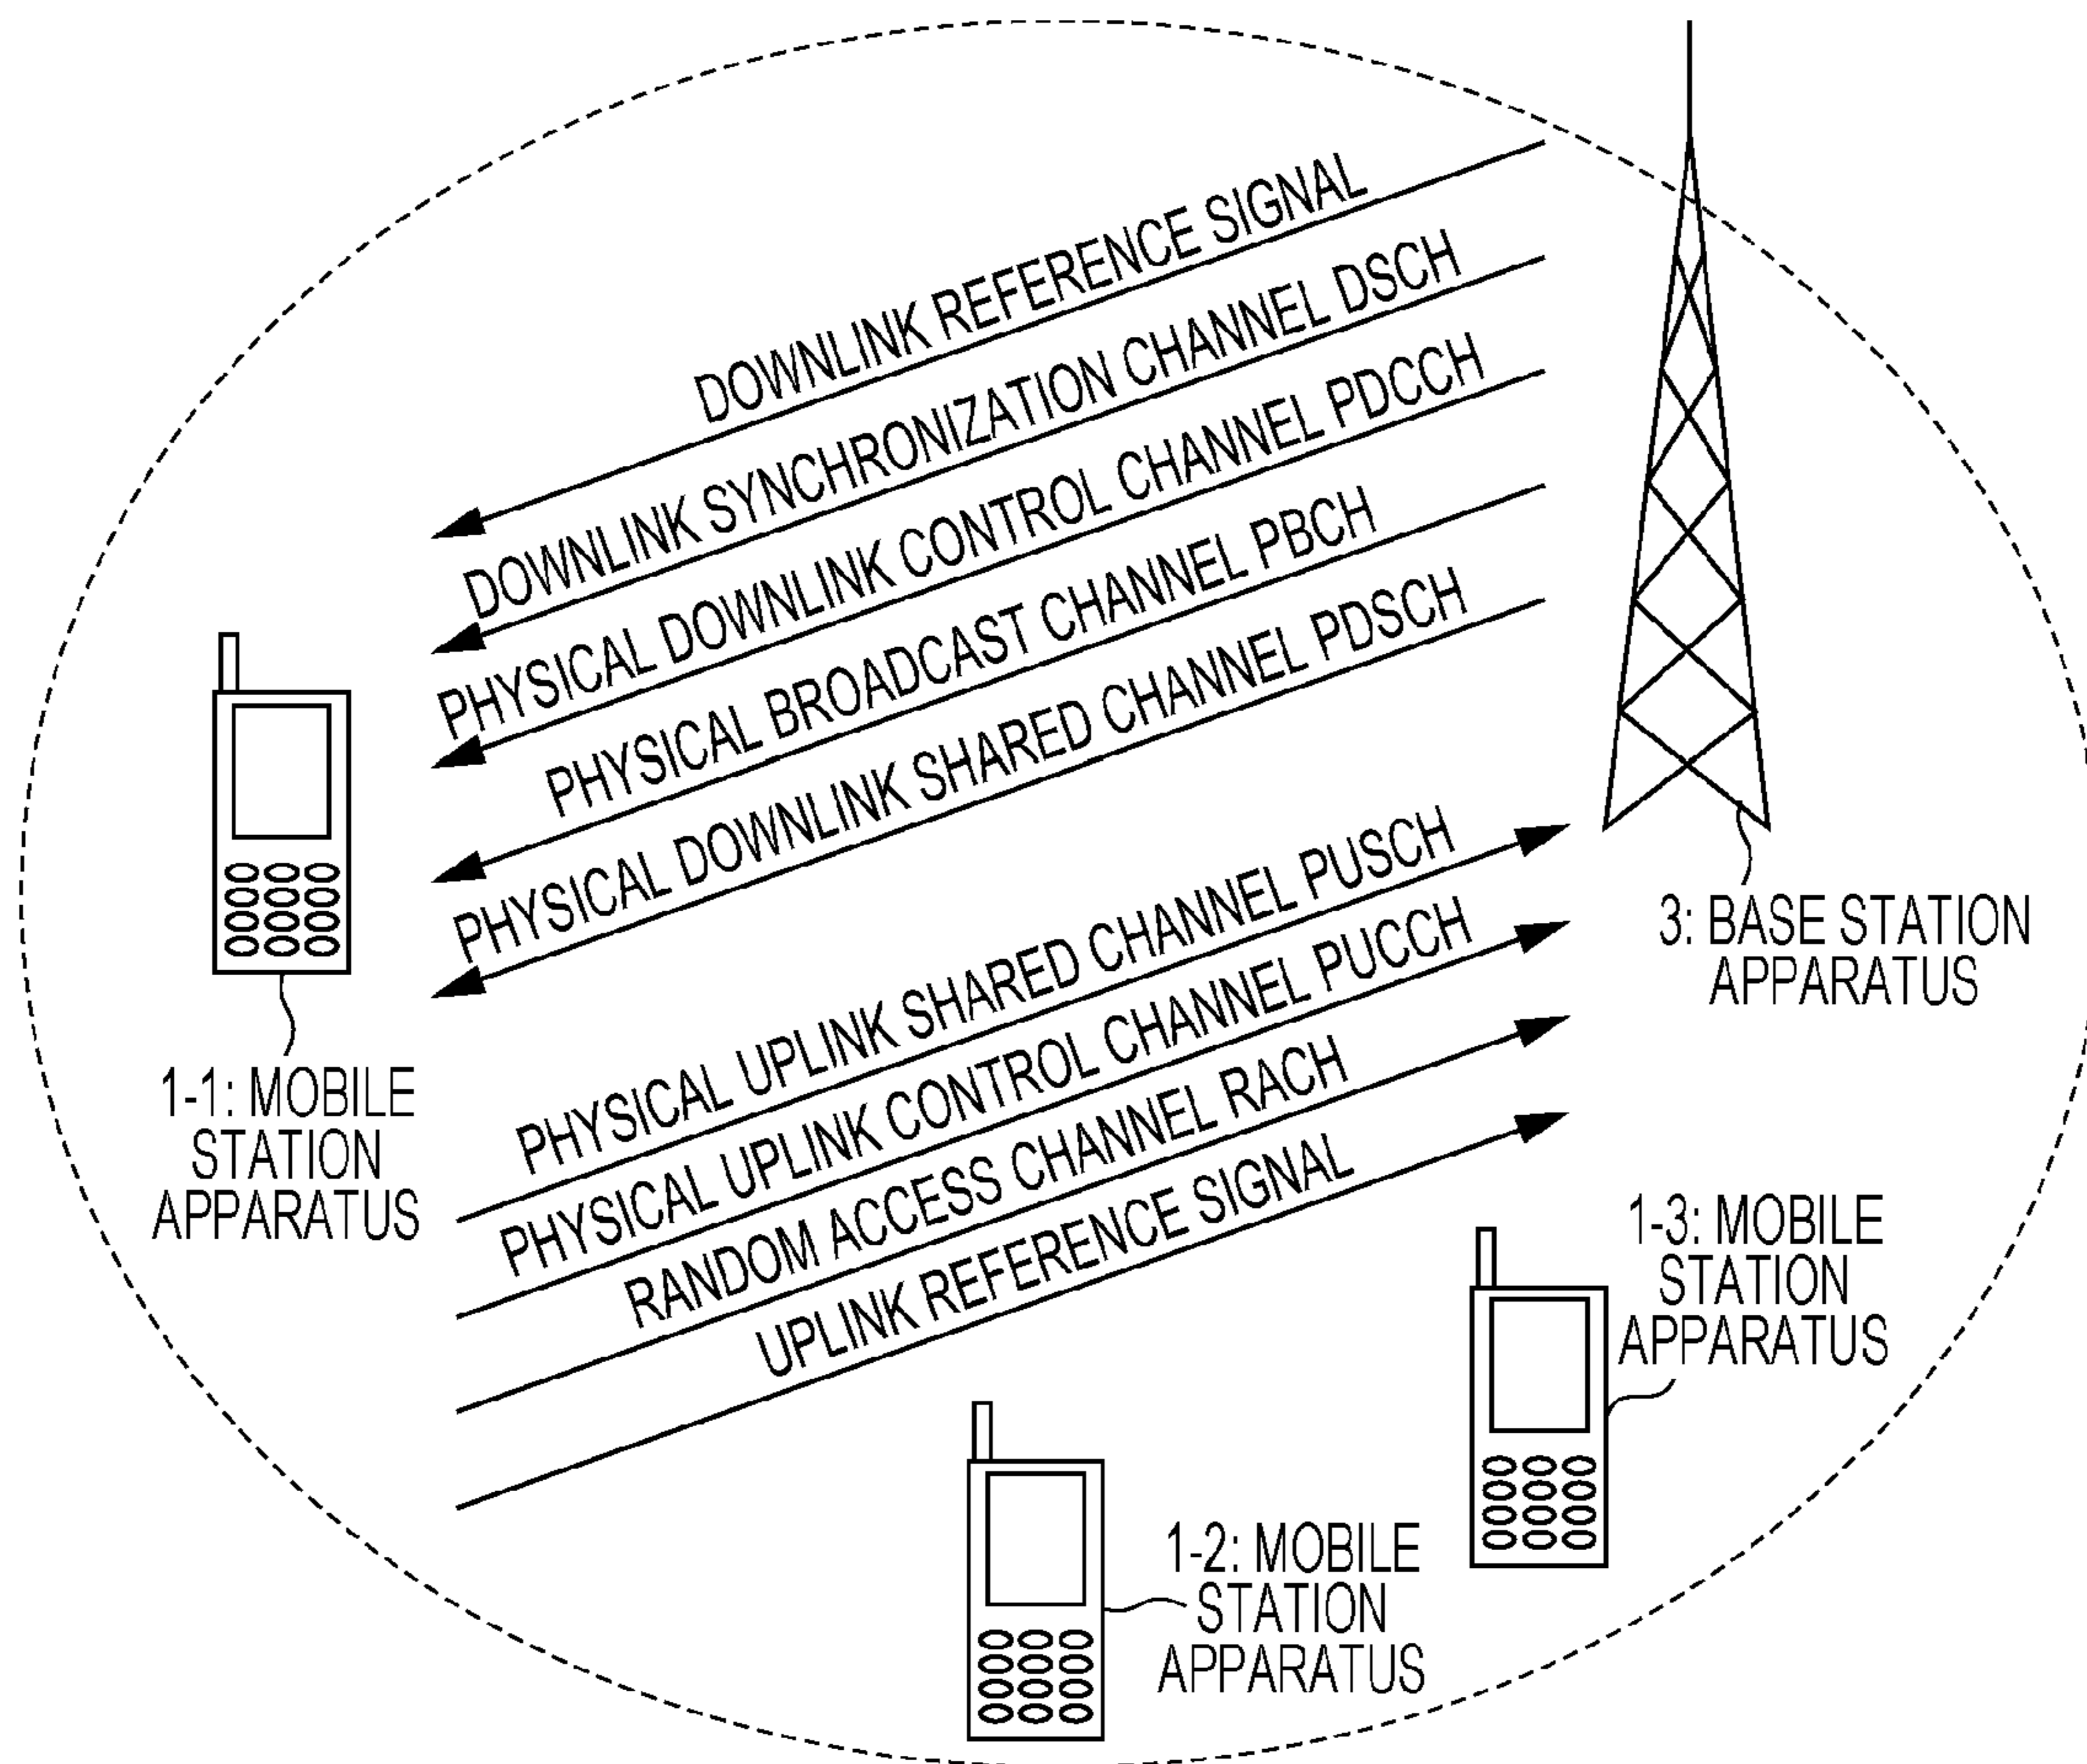 DOWNLINK REFERENCE SIGNAL
DOWNLINK SYNCHRONIZATION CHANNEL DSCH
PHYSICAL DOWNLINK CONTROL CHANNEL PDCCH
PHYSICAL BROADCAST CHANNEL PBCH
PHYSICAL DOWNLINK SHARED CHANNEL PDSCH
PHYSICAL UPLINK SHARED CHANNEL PUSCH
PHYSICAL UPLINK CONTROL CHANNEL PUCCH
RANDOM ACCESS CHANNEL RACH
UPLINK REFERENCE SIGNAL
3: BASE STATION
APPARATUS
1-1: MOBILE
STATION
APPARATUS
1-3: MOBILE
STATION
APPARATUS
1-2: MOBILE
STATION
APPARATUS